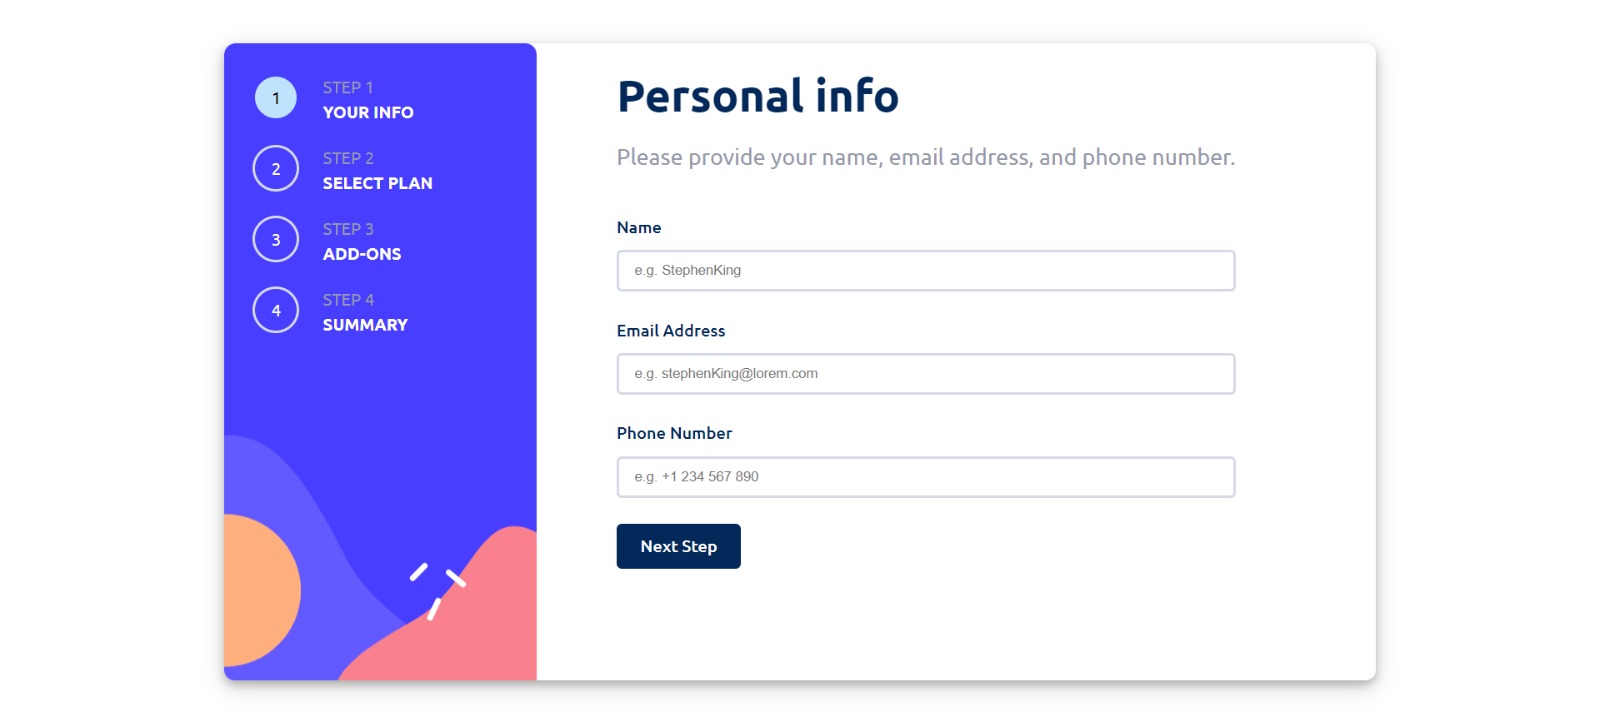 1
STEP 1
YOUR INFO
2
STEP 2
SELECT PLAN
3
STEP 3
ADD-ONS
4
STEP 4
SUMMARY
Personal info
Please provide your name, email address, and phone number.
Name
e.g. StephenKing
Email Address
e.g. stephenKing@lorem.com
Phone Number
e.g. +1 234 567 890
Next Step